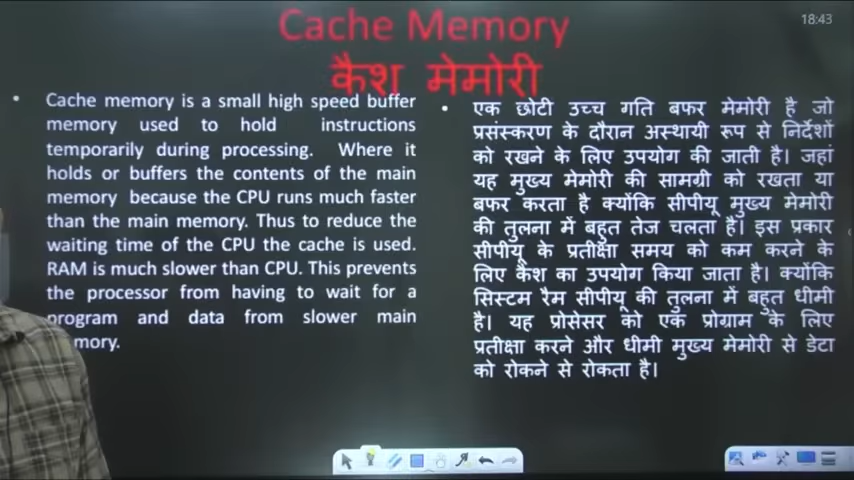 Cache Memory
18:43
कैश मेमोरी
• Cache memory is a small high speed buffer
memory used to hold instructions
temporarily during processing. Where it
holds or buffers the contents of the main
memory because the CPU runs much faster
than the main memory. Thus to reduce the
waiting time of the CPU the cache is used.
RAM is much slower than CPU. This prevents
the processor from having to wait for a
program and data from slower main
mory.
• एक छोटी उच्च गति बफर मेमोरी है जो
प्रसंस्करण के दौरान अस्थायी रूप से निर्देशों
को रखने के लिए उपयोग की जाती है। जहां
यह मुख्य मेमोरी की सामग्री को रखता या
बफर करता है क्योंकि सीपीयू मुख्य मेमोरी
की तुलना में बहुत तेज चलता है। इस प्रकार
सीपीयू के प्रतीक्षा समय को कम करने के
लिए कैश का उपयोग किया जाता है। क्योंकि
सिस्टम रैम सीपीयू की तुलना में बहुत धीमी
है। यह प्रोसेसर को एक प्रोग्राम के लिए
प्रतीक्षा करने और धीमी मुख्य मेमोरी से डेटा
को रोकने से रोकता है।